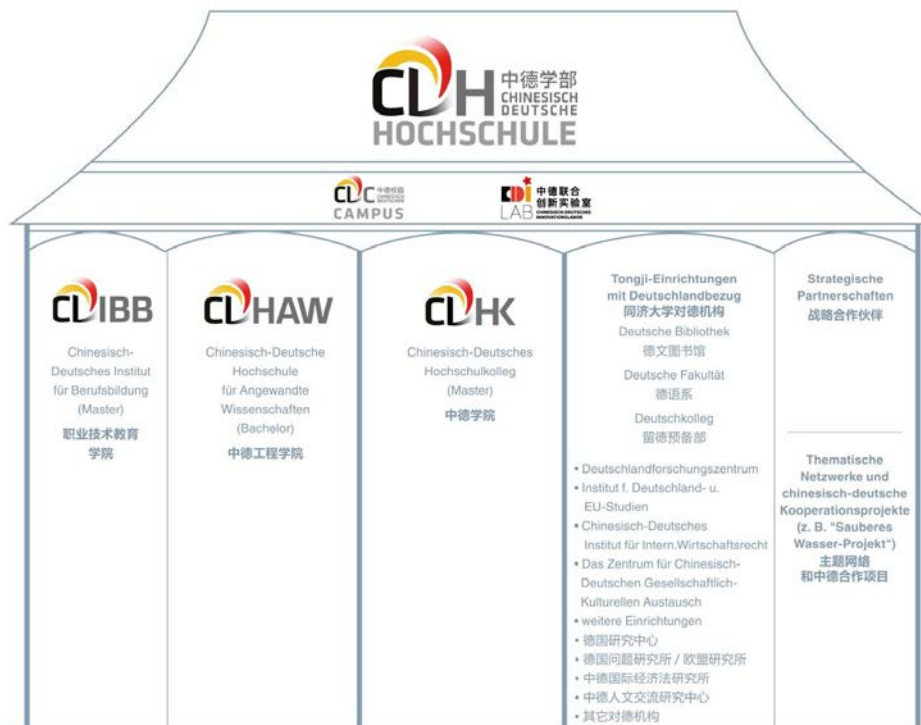 CDH 中德学部
CHINESISCH
DEUTSCHE
HOCHSCHULE
CDC 中德校园
CHINESISCH
DEUTSCHER
CAMPUS
CDI 中德联合
创新实验室
LAB CHINESISCH DEUTSCHES
INNOVATIONSLABOR
CDIBB
Chinesisch-
Deutsches Institut
für Berufsbildung
(Master)
职业技术教育
学院
CDHAW
Chinesisch-Deutsche
Hochschule
für Angewandte
Wissenschaften
(Bachelor)
中德工程学院
CDHK
Chinesisch-Deutsches
Hochschulkolleg
(Master)
中德学院
Tongji-Einrichtungen
mit Deutschlandbezug
同济大学对德机构
Deutsche Bibliothek
德文图书馆
Deutsche Fakultät
德语系
Deutschkolleg
留德预备部
• Deutschlandforschungszentrum
• Institut f. Deutschland- u.
EU-Studien
• Chinesisch-Deutsches
Institut für Intern.Wirtschaftsrecht
• Das Zentrum für Chinesisch-
Deutschen Gesellschaftlich-
Kulturellen Austausch
• weitere Einrichtungen
• 德国研究中心
• 德国问题研究所 / 欧盟研究所
• 中德国际经济法研究所
• 中德人文交流研究中心
• 其它对德机构
Strategische
Partnerschaften
战略合作伙伴
Thematische
Netzwerke und
chinesisch-deutsche
Kooperationsprojekte
(z. B. "Sauberes
Wasser-Projekt")
主题网络
和中德合作项目